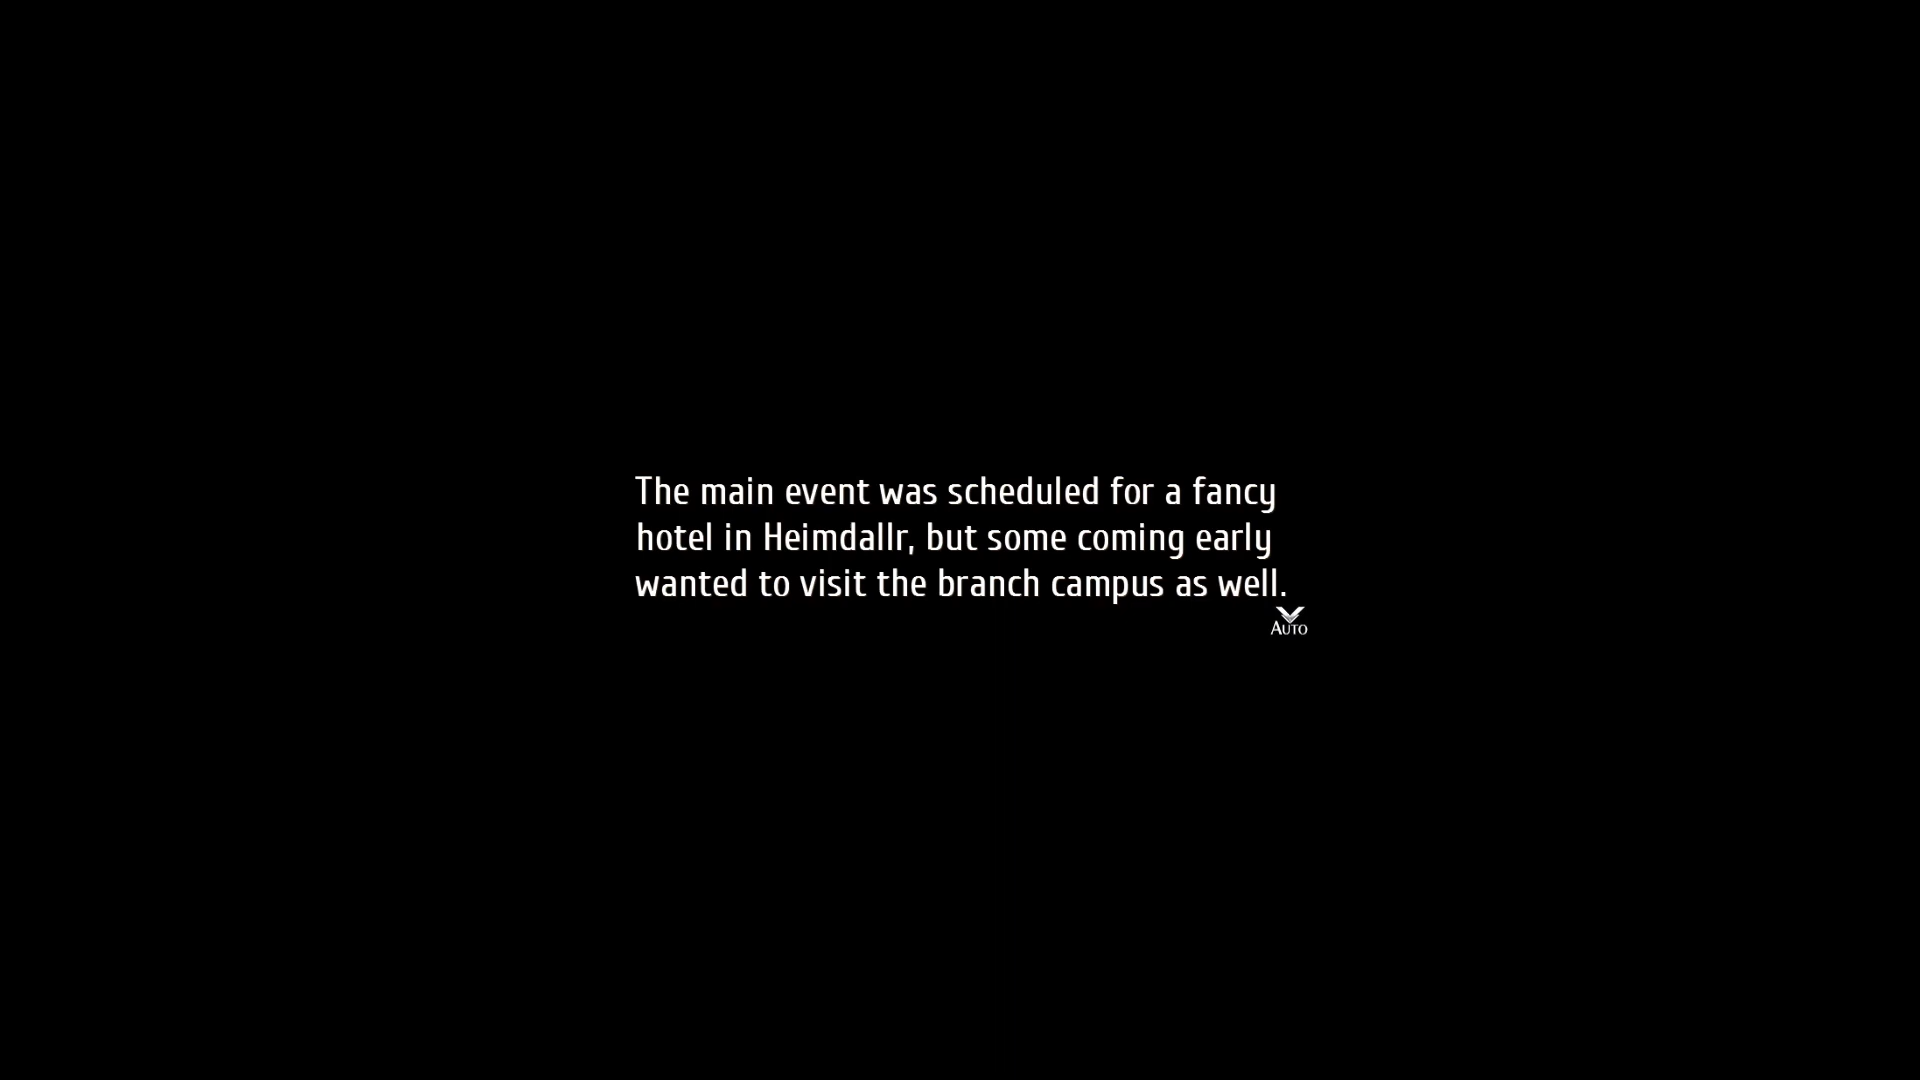 The main event was scheduled for a fancy
hotel in Heimdallr, but some coming early
wanted to visit the branch campus as well.
AUTO